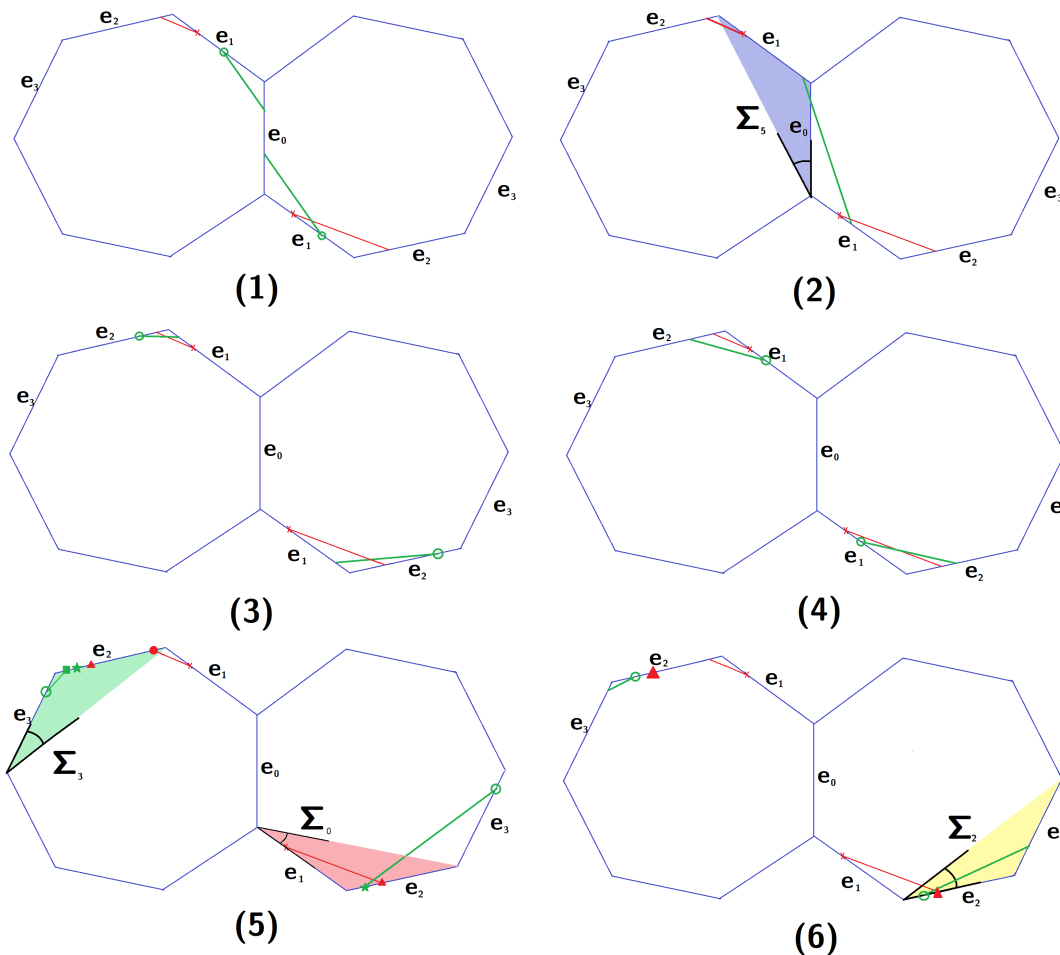 e₂
e₁
e₃
e₀
e₃
e₁
e₂
(1)
e₂
e₁
e₃
Σ₅
e₀
e₃
e₁
e₂
(2)
e₂
e₁
e₃
e₀
e₃
e₁
e₂
(3)
e₂
e₁
e₃
e₀
e
e₁
e₂
(4)
e₂
e₁
e₃
Σ₃
e₀
Σ₀
e₃
e₁
e₂
(5)
e₂
e₁
e₃
e₀
Σ₂
e
e₁
e₂
(6)